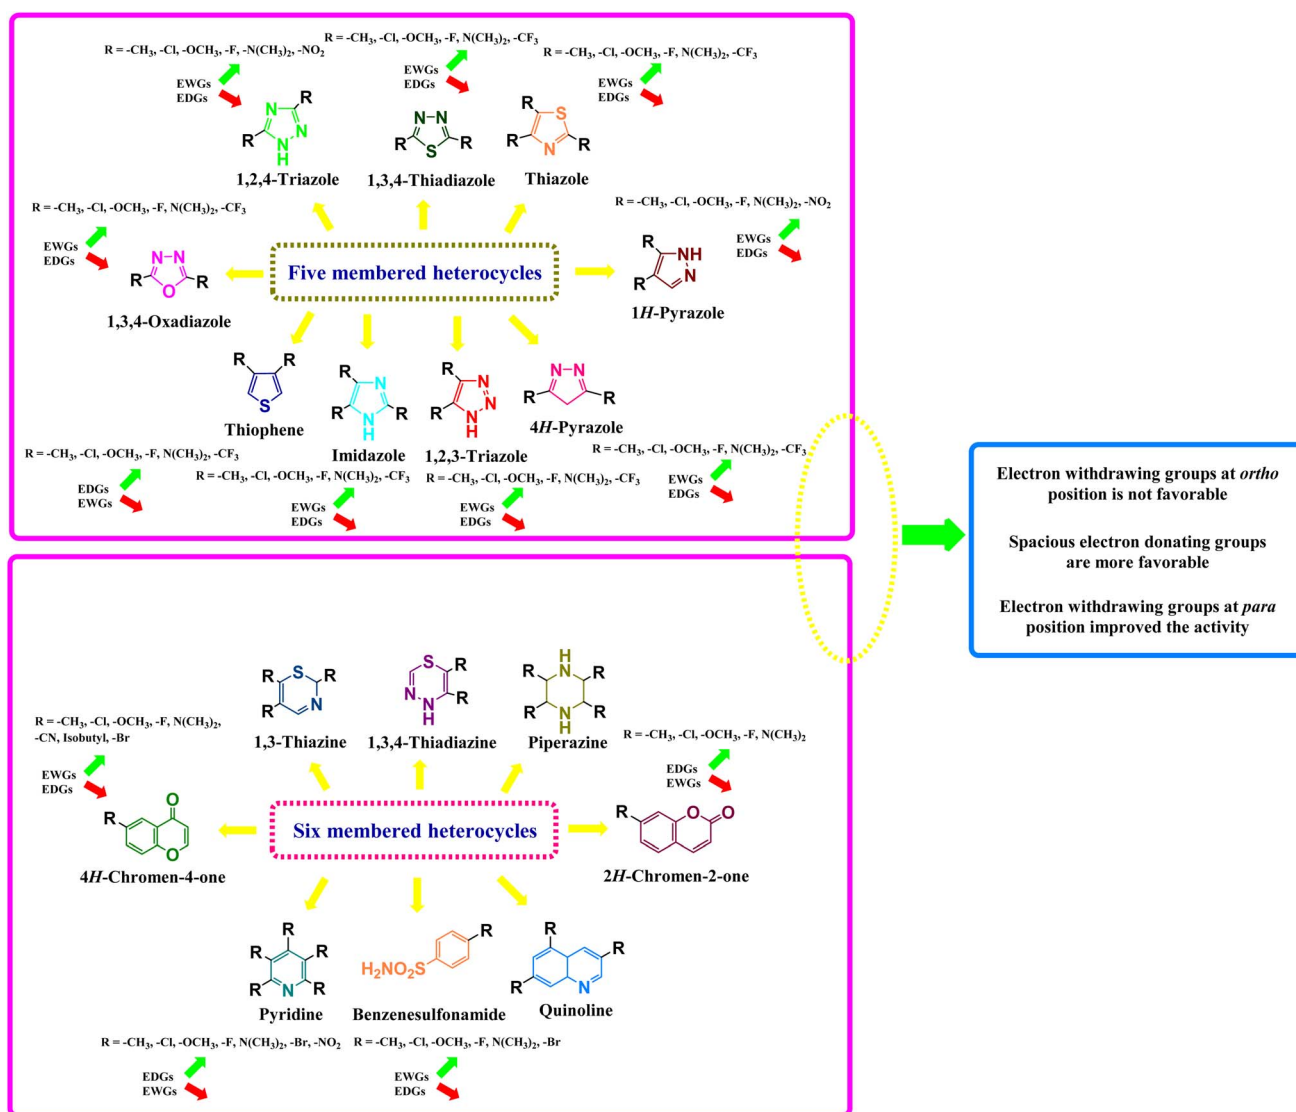 R = -CH₃, -Cl, -OCH₃, -F, -N(CH₃)₂, -NO₂
EWGs
EDGs
R
N
N
R
N
H
1,2,4-Triazole
R = -CH₃, -Cl, -OCH₃, -F, N(CH₃)₂, -CF₃
EWGs
EDGs
N N
R S R
1,3,4-Thiadiazole
R = -CH₃, -Cl, -OCH₃, -F, N(CH₃)₂, -CF₃
EWGs
EDGs
R S
R N R
Thiazole
R = -CH₃, -Cl, -OCH₃, -F, N(CH₃)₂, -CF₃
EWGs
EDGs
N N
R O R
1,3,4-Oxadiazole
Five membered heterocycles
R = -CH₃, -Cl, -OCH₃, -F, N(CH₃)₂, -NO₂
EWGs
EDGs
R NH
R N
1H-Pyrazole
R R
S
Thiophene
R = -CH₃, -Cl, -OCH₃, -F, N(CH₃)₂, -CF₃
EDGs
EWGs
R N
R N R
H
Imidazole
R = -CH₃, -Cl, -OCH₃, -F, N(CH₃)₂, -CF₃
EWGs
EDGs
R N
N
R N
H
1,2,3-Triazole
R = -CH₃, -Cl, -OCH₃, -F, N(CH₃)₂, -CF₃
EWGs
EDGs
N N
R R
4H-Pyrazole
R = -CH₃, -Cl, -OCH₃, -F, N(CH₃)₂, -CF₃
EWGs
EDGs
Electron withdrawing groups at ortho
position is not favorable
Spacious electron donating groups
are more favorable
Electron withdrawing groups at para
position improved the activity
R S R
R N
1,3-Thiazine
S R
N N R
H
1,3,4-Thiadiazine
H
R N R
R N R
H
Piperazine
R = -CH₃, -Cl, -OCH₃, -F, N(CH₃)₂,
-CN, Isobutyl, -Br
EWGs
EDGs
O
R
O
4H-Chromen-4-one
Six membered heterocycles
R = -CH₃, -Cl, -OCH₃, -F, N(CH₃)₂
EDGs
EWGs
R O O
2H-Chromen-2-one
R
R R
R N R
Pyridine
R = -CH₃, -Cl, -OCH₃, -F, N(CH₃)₂, -Br, -NO₂
EDGs
EWGs
R
H₂NO₂S
Benzenesulfonamide
R = -CH₃, -Cl, -OCH₃, -F, N(CH₃)₂, -Br
EWGs
EDGs
R R
R N
Quinoline